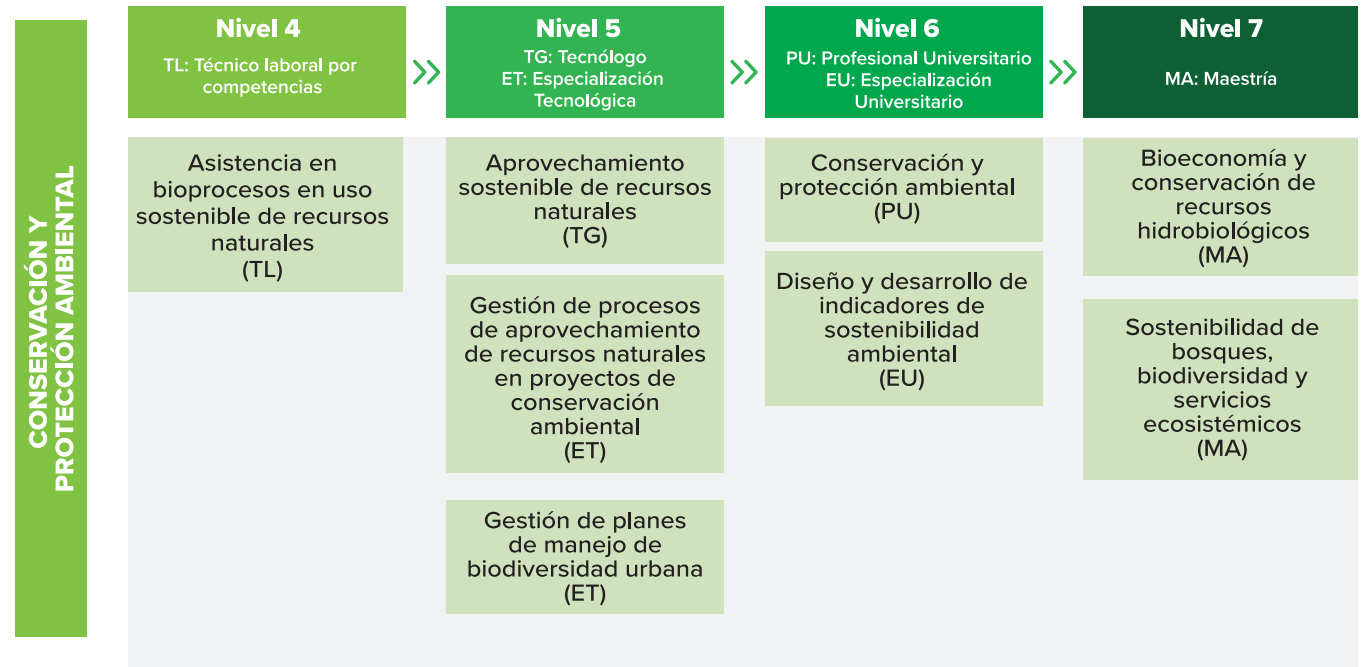 CONSERVACIÓN Y
PROTECCIÓN AMBIENTAL
Nivel 4
TL: Técnico laboral por
competencias
Nivel 5
TG: Tecnólogo
ET: Especialización
Tecnológica
Nivel 6
PU: Profesional Universitario
EU: Especialización
Universitario
Nivel 7
MA: Maestría
Asistencia en
bioprocesos en uso
sostenible de recursos
naturales
(TL)
Aprovechamiento
sostenible de recursos
naturales
(TG)
Gestión de procesos
de aprovechamiento
de recursos naturales
en proyectos de
conservación
ambiental
(ET)
Gestión de planes
de manejo de
biodiversidad urbana
(ET)
Conservación y
protección ambiental
(PU)
Diseño y desarrollo de
indicadores de
sostenibilidad
ambiental
(EU)
Bioeconomía y
conservación de
recursos
hidrobiológicos
(MA)
Sostenibilidad de
bosques,
biodiversidad y
servicios
ecosistémicos
(MA)